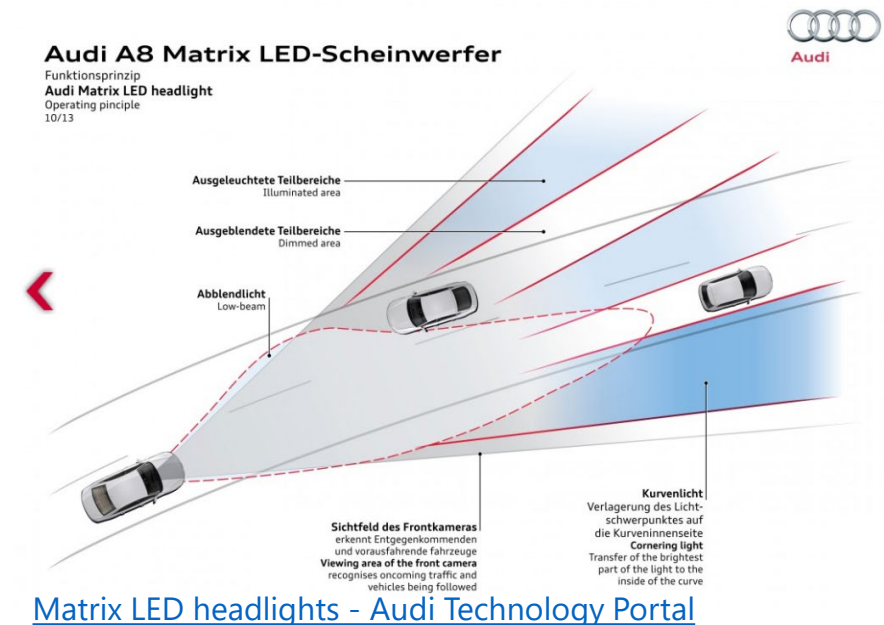 Audi
Audi A8 Matrix LED-Scheinwerfer
Funktionsprinzip
Audi Matrix LED headlight
Operating pinciple
10/13
Ausgeleuchtete Teilbereiche
Illuminated area
Ausgeblendete Teilbereiche
Dimmed area
Abblendlicht
Low-beam
Sichtfeld des Frontkameras
erkennt Entgegenkommenden
und vorausfahrende fahrzeuge
Viewing area of the front camera
recognises oncoming traffic and
vehicles being followed
Kurvenlicht
Verlagerung des Licht-
schwerpunktes auf
die Kurveninnenseite
Cornering light
Transfer of the brightest
part of the light to the
inside of the curve
Matrix LED headlights - Audi Technology Portal